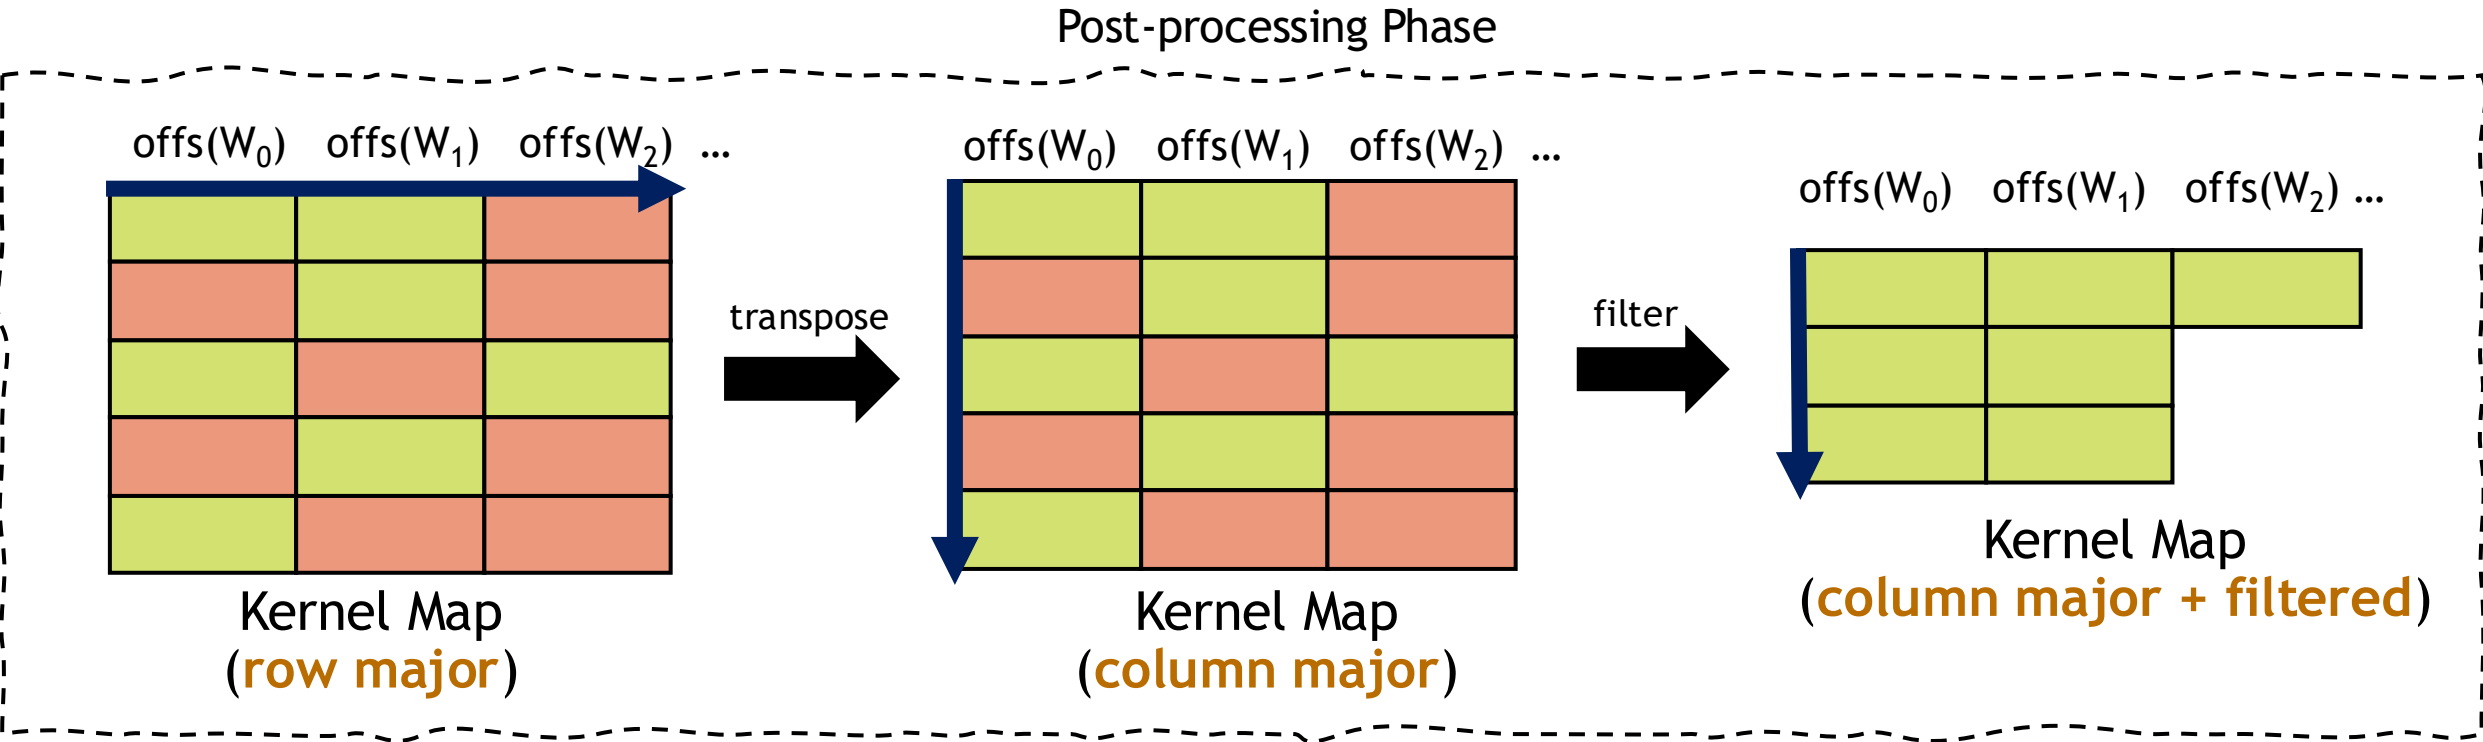 Post-processing Phase
offs(W₀) offs(W₁) offs(W₂) ...
offs(W₀) offs(W₁) offs(W₂) ...
offs(W₀) offs(W₁) offs(W₂) ...
transpose
filter
Kernel Map
(row major)
Kernel Map
(column major)
Kernel Map
(column major + filtered)